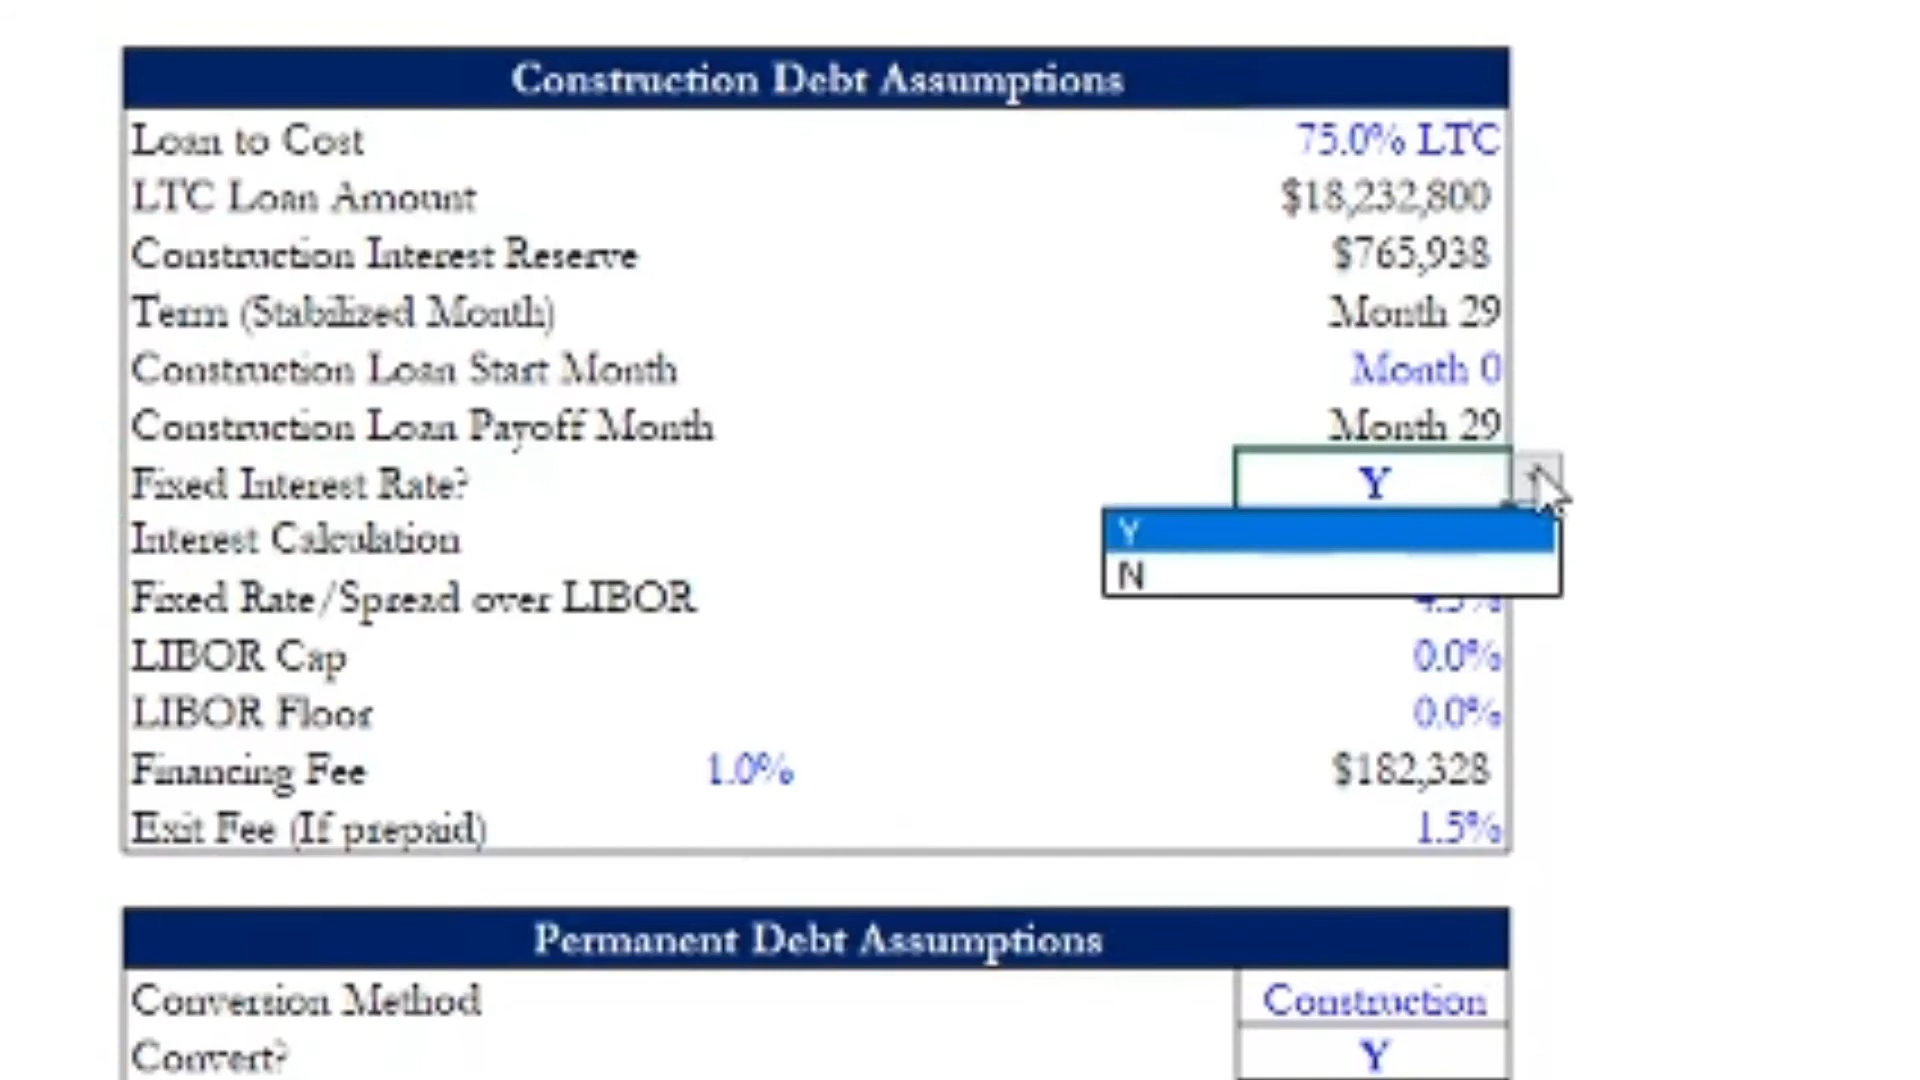 Construction Debt Assumptions
Loan to Cost 75.0% LTC
LTC Loan Amount $18,232,800
Construction Interest Reserve $765,938
Term (Stabilized Month) Month 29
Construction Loan Start Month Month 0
Construction Loan Payoff Month Month 29
Fixed Interest Rate? Y
Y
N
Interest Calculation
Fixed Rate/Spread over LIBOR
LIBOR Cap 0.0%
LIBOR Floor 0.0%
Financing Fee 1.0% $182,328
Exit Fee (If prepaid) 1.5%
Permanent Debt Assumptions
Conversion Method Construction
Convert? Y